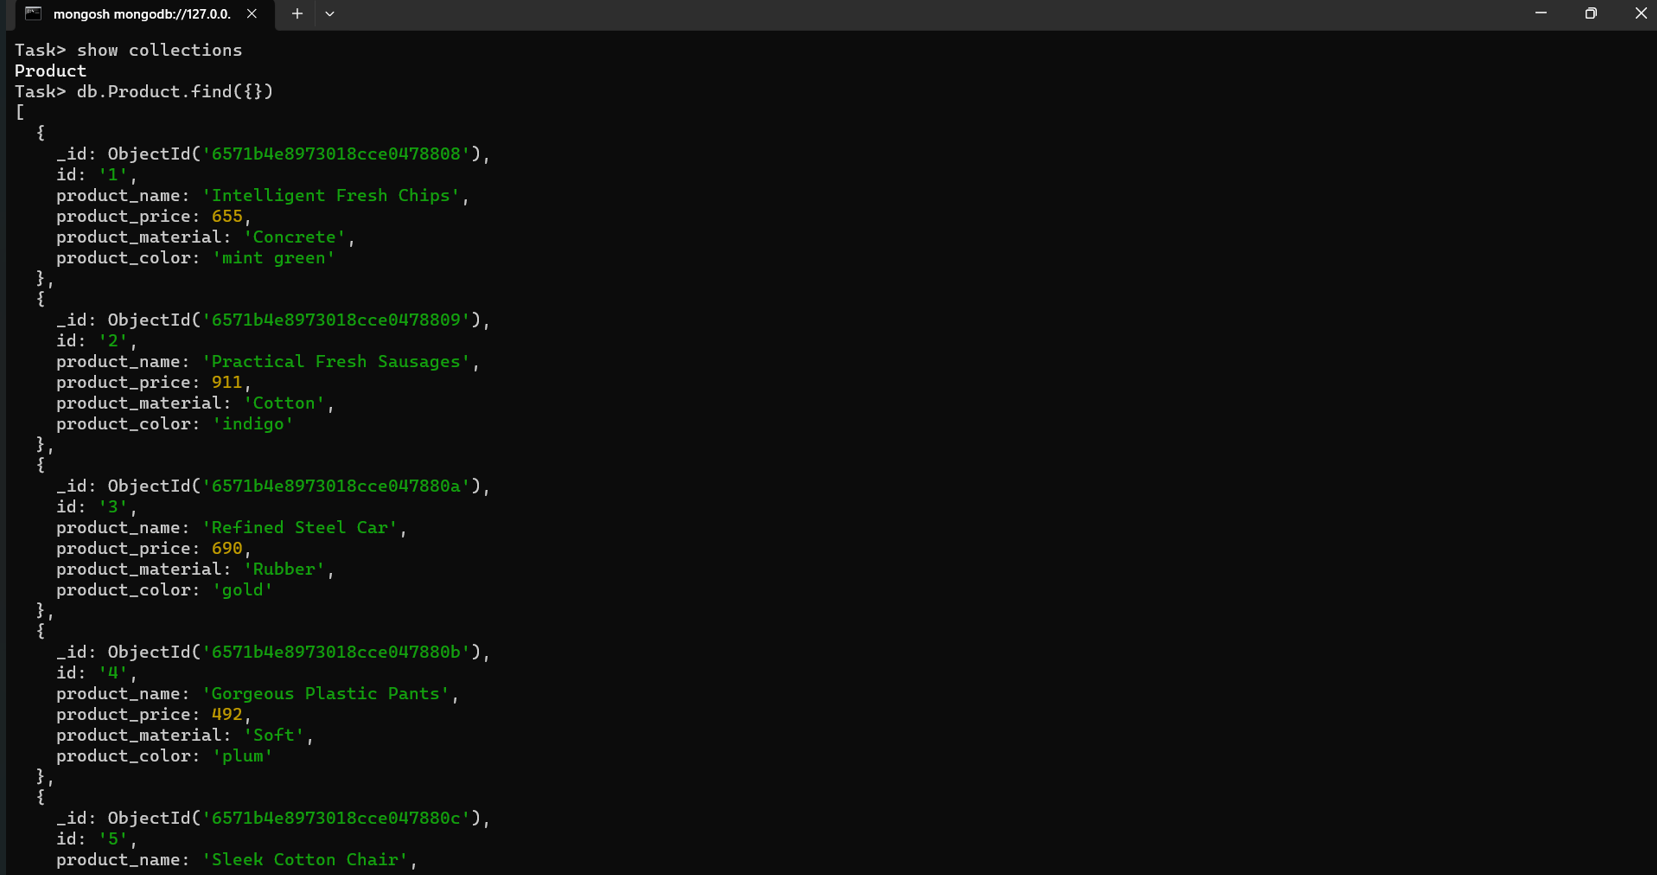 mongosh mongodb://127.0.0.
Task> show collections
Product
Task> db.Product.find({})
[
  {
    _id: ObjectId('6571b4e8973018cce0478808'),
    id: '1',
    product_name: 'Intelligent Fresh Chips',
    product_price: 655,
    product_material: 'Concrete',
    product_color: 'mint green'
  },
  {
    _id: ObjectId('6571b4e8973018cce0478809'),
    id: '2',
    product_name: 'Practical Fresh Sausages',
    product_price: 911,
    product_material: 'Cotton',
    product_color: 'indigo'
  },
  {
    _id: ObjectId('6571b4e8973018cce047880a'),
    id: '3',
    product_name: 'Refined Steel Car',
    product_price: 690,
    product_material: 'Rubber',
    product_color: 'gold'
  },
  {
    _id: ObjectId('6571b4e8973018cce047880b'),
    id: '4',
    product_name: 'Gorgeous Plastic Pants',
    product_price: 492,
    product_material: 'Soft',
    product_color: 'plum'
  },
  {
    _id: ObjectId('6571b4e8973018cce047880c'),
    id: '5',
    product_name: 'Sleek Cotton Chair',